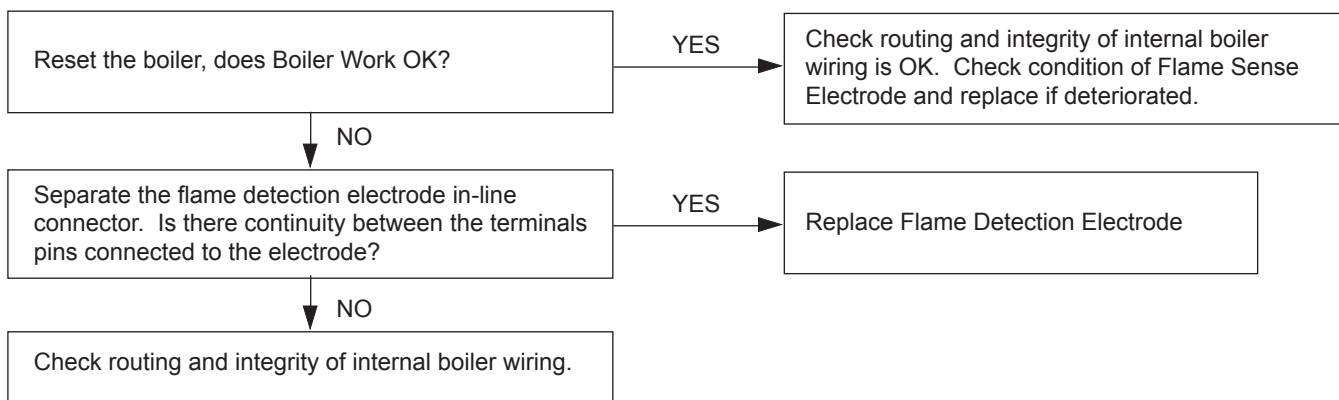 Reset the boiler, does Boiler Work OK?
YES
Check routing and integrity of internal boiler
wiring is OK.  Check condition of Flame Sense
Electrode and replace if deteriorated.
NO
Separate the flame detection electrode in-line
connector.  Is there continuity between the terminals
pins connected to the electrode?
YES
Replace Flame Detection Electrode
NO
Check routing and integrity of internal boiler wiring.